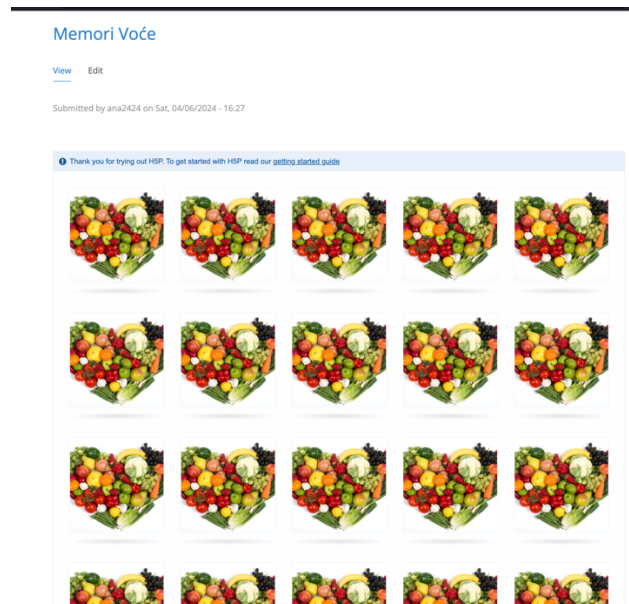 Memori Voće
View Edit
Submitted by ana2424 on Sat, 04/06/2024 - 16:27
Thank you for trying out H5P. To get started with H5P read our getting started guide